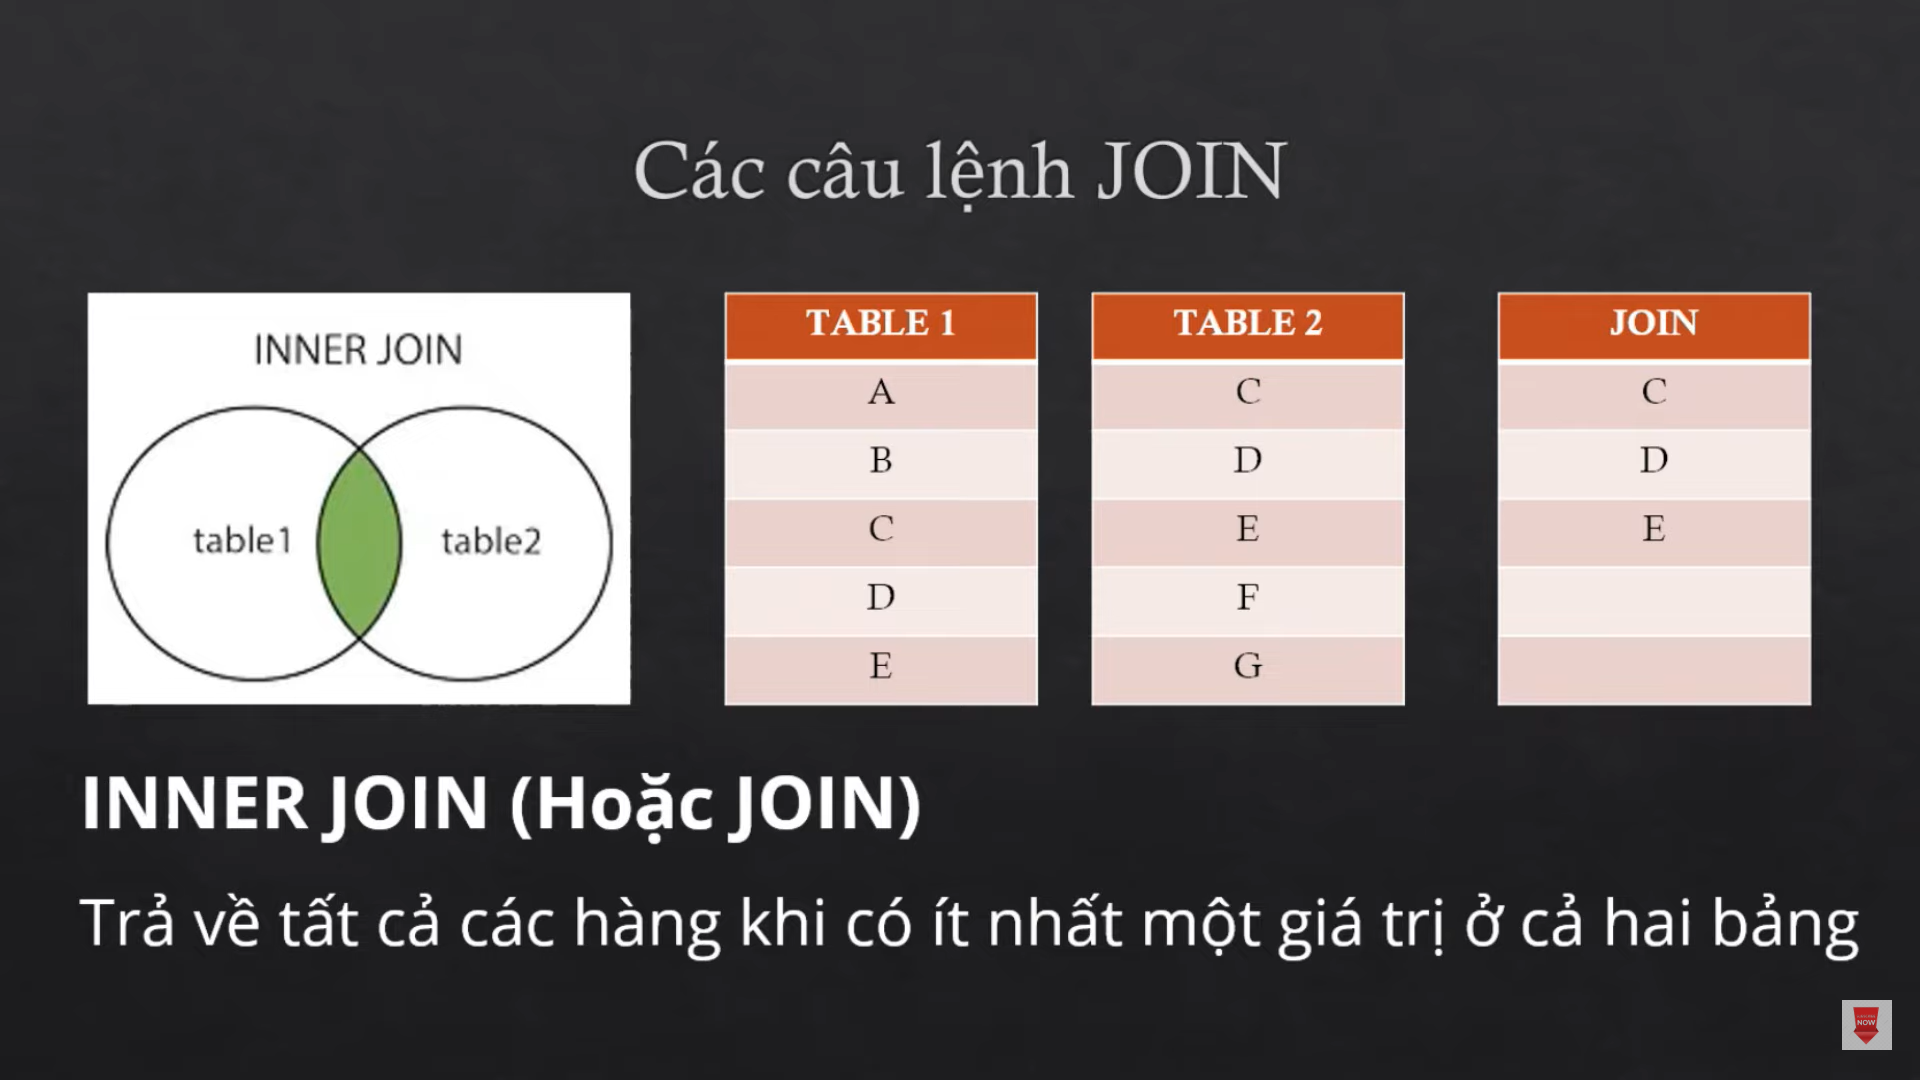 Các câu lệnh JOIN
INNER JOIN
table1
table2
TABLE 1
A
B
C
D
E
TABLE 2
C
D
E
F
G
JOIN
C
D
E
INNER JOIN (Hoặc JOIN)
Trả về tất cả các hàng khi có ít nhất một giá trị ở cả hai bảng
NOW